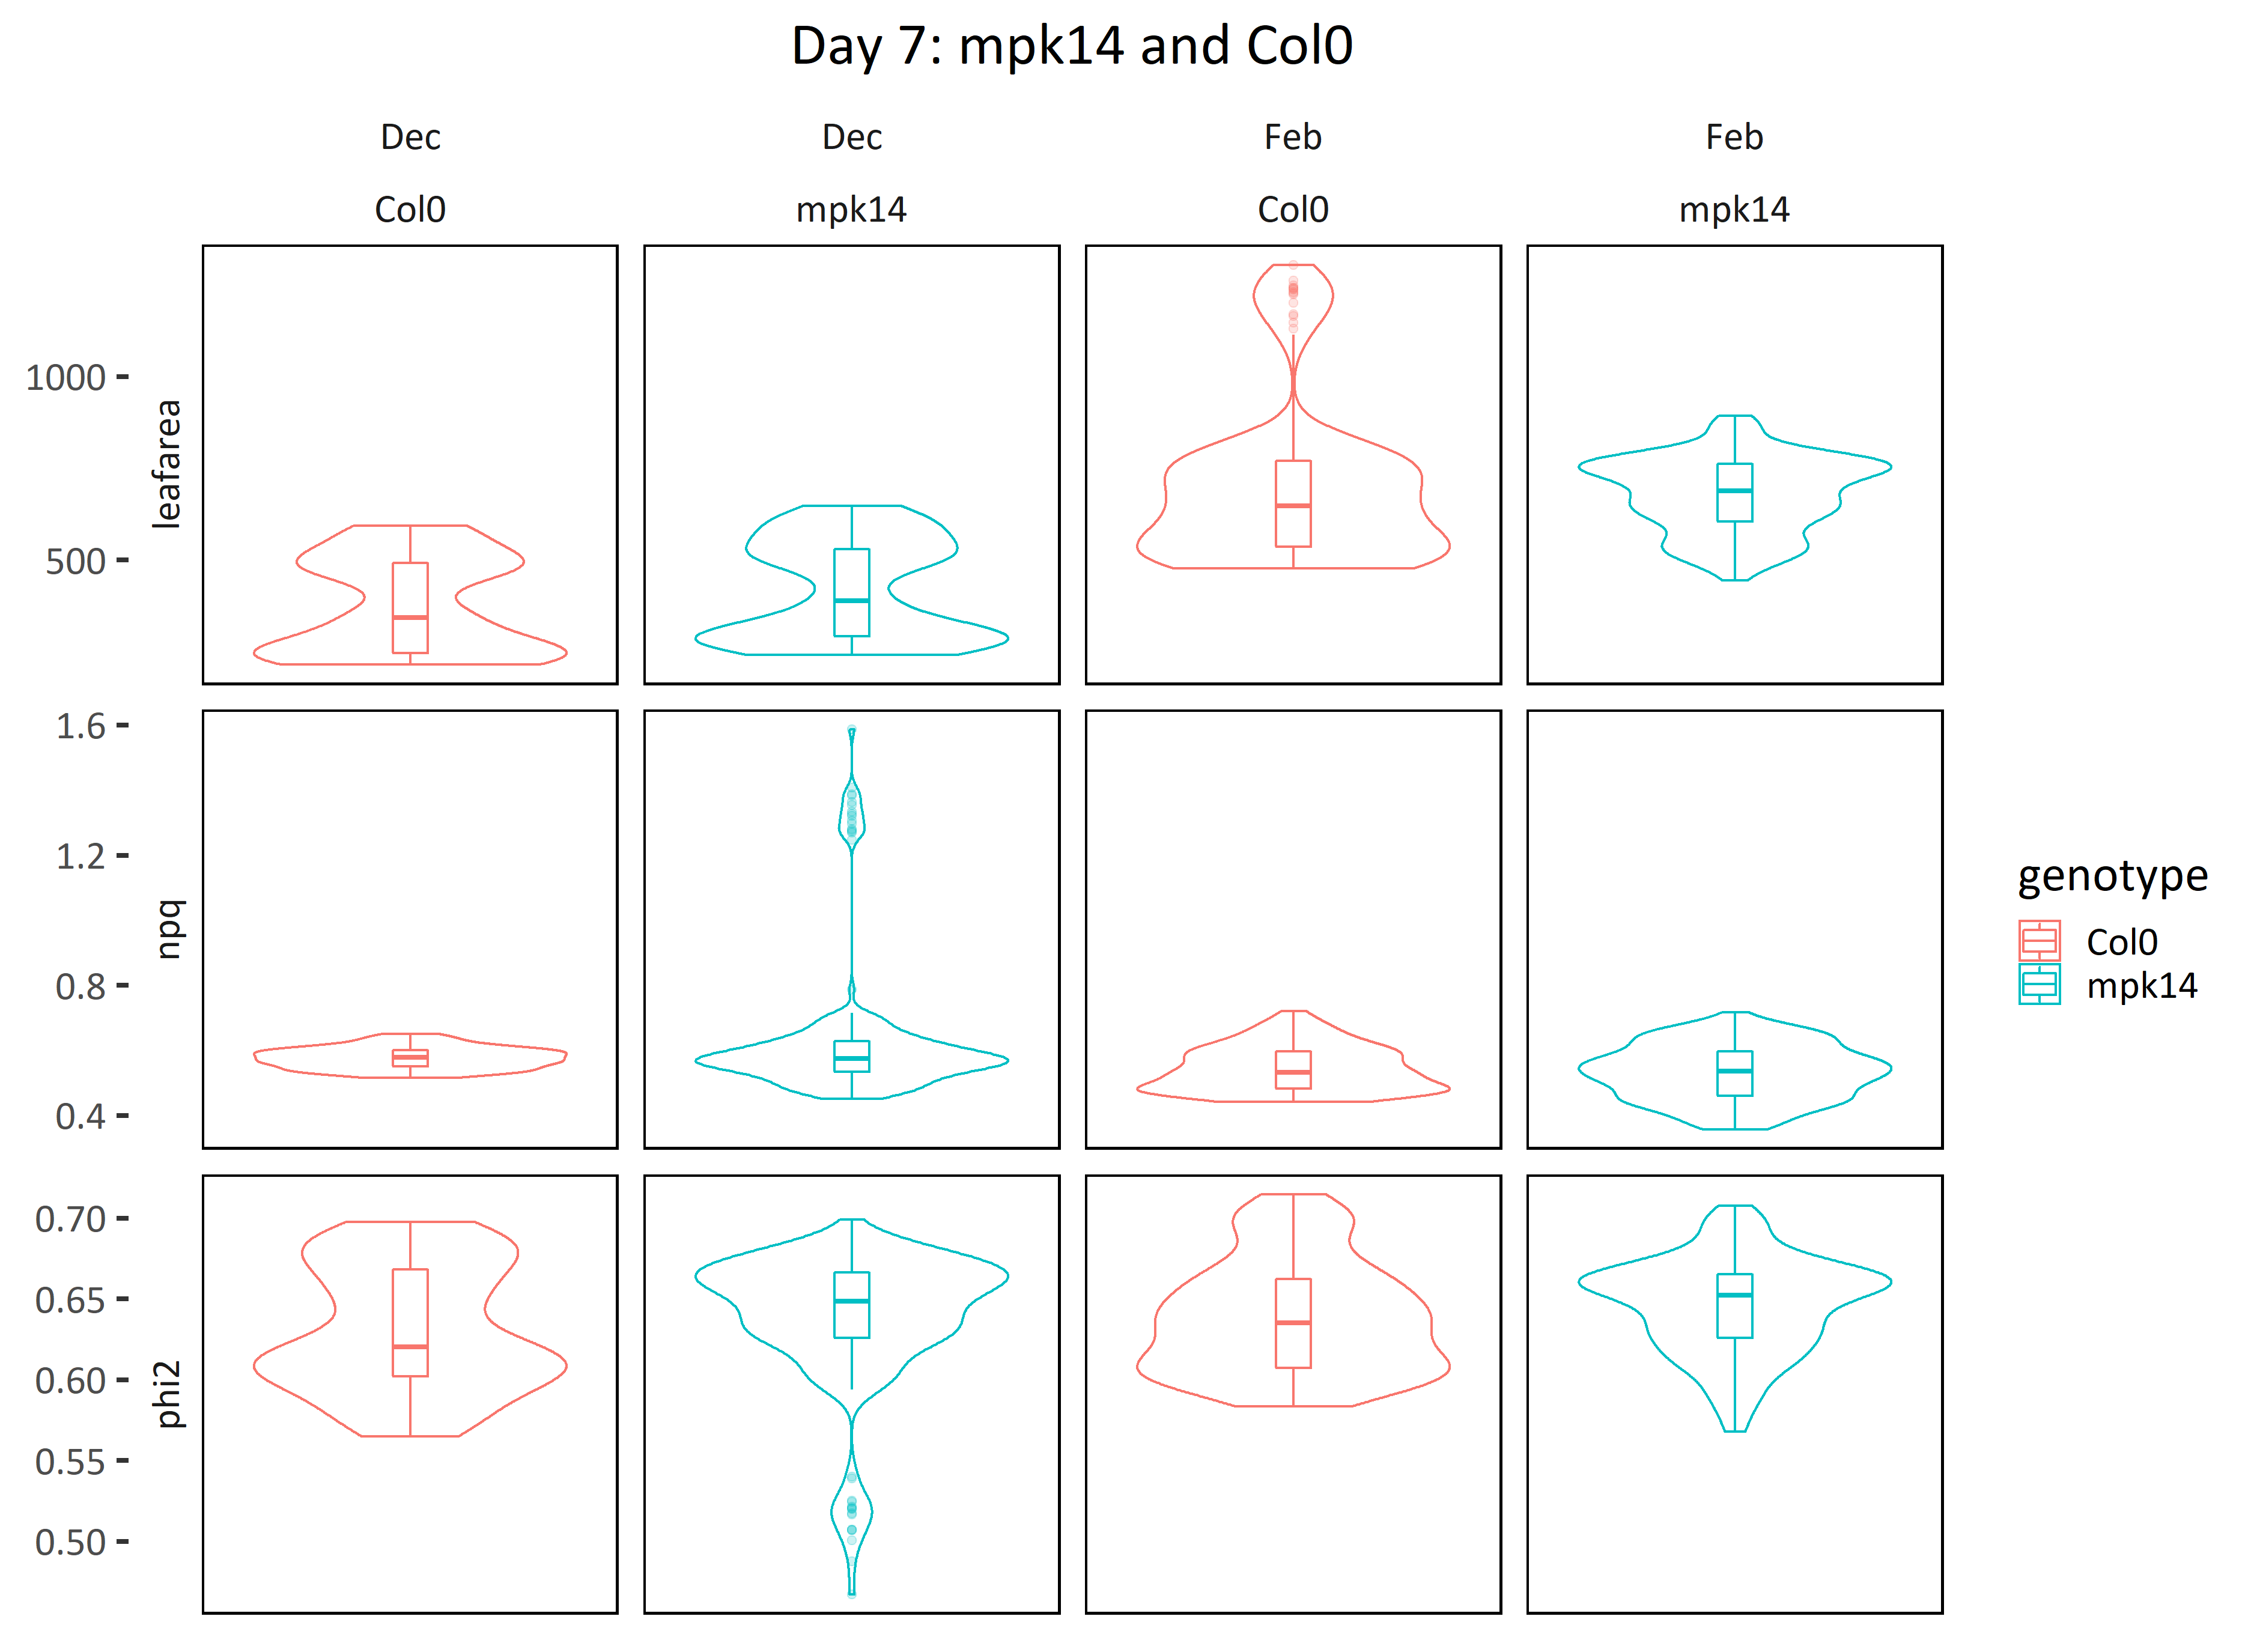 Day 7: mpk14 and Col0
Dec Dec Feb Feb
Col0 mpk14 Col0 mpk14
leafarea
1000
500
npq
1.6
1.2
0.8
0.4
phi2
0.70
0.65
0.60
0.55
0.50
genotype
Col0
mpk14